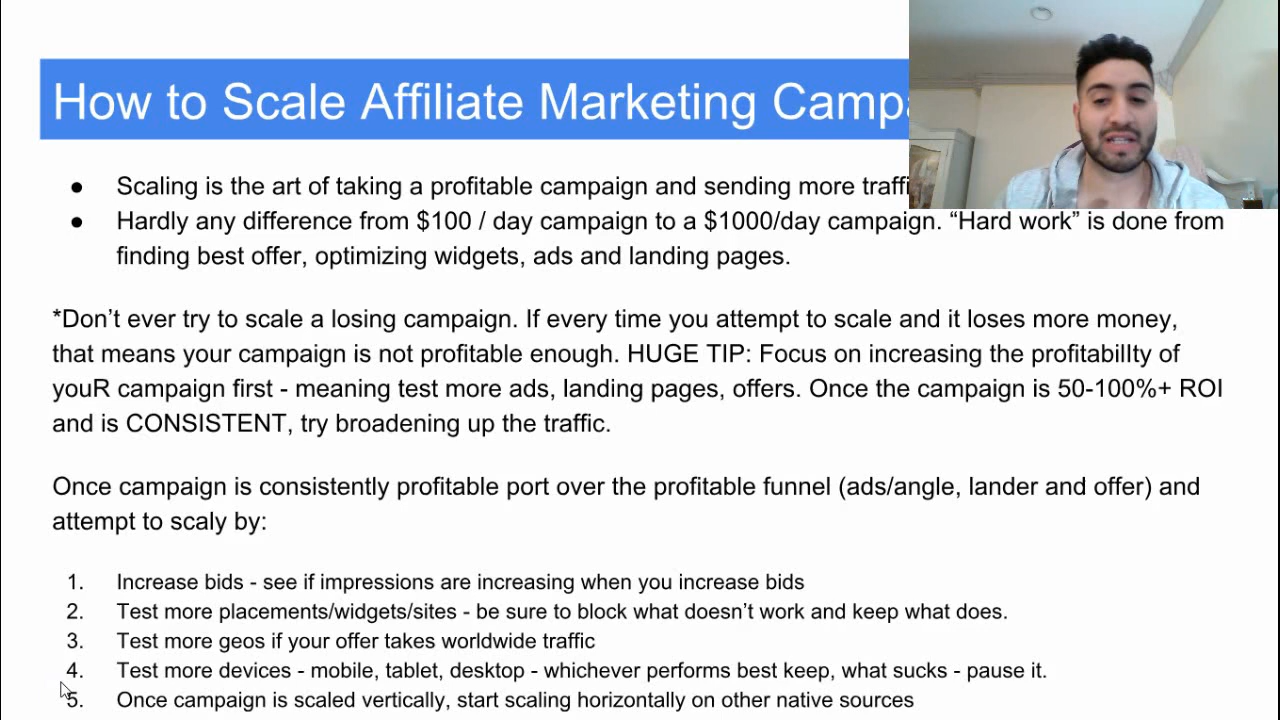 How to Scale Affiliate Marketing Camp
● Scaling is the art of taking a profitable campaign and sending more traffi
● Hardly any difference from $100 / day campaign to a $1000/day campaign. “Hard work” is done from
finding best offer, optimizing widgets, ads and landing pages.
*Don’t ever try to scale a losing campaign. If every time you attempt to scale and it loses more money,
that means your campaign is not profitable enough. HUGE TIP: Focus on increasing the profitabilIty of
youR campaign first - meaning test more ads, landing pages, offers. Once the campaign is 50-100%+ ROI
and is CONSISTENT, try broadening up the traffic.
Once campaign is consistently profitable port over the profitable funnel (ads/angle, lander and offer) and
attempt to scaly by:
1. Increase bids - see if impressions are increasing when you increase bids
2. Test more placements/widgets/sites - be sure to block what doesn’t work and keep what does.
3. Test more geos if your offer takes worldwide traffic
4. Test more devices - mobile, tablet, desktop - whichever performs best keep, what sucks - pause it.
5. Once campaign is scaled vertically, start scaling horizontally on other native sources